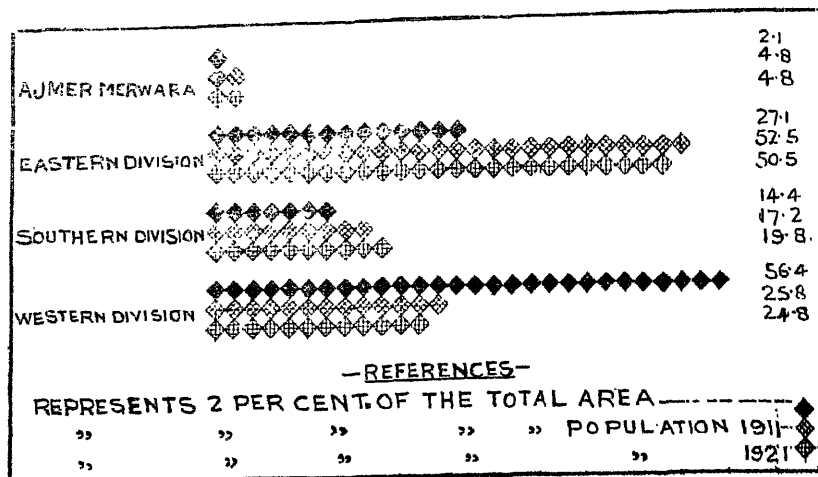 2·1
AJMER MERWARA 4·8
4·8
27·1
EASTERN DIVISION 52·5
50·5
14·4
SOUTHERN DIVISION 17·2
19·8.
56·4
WESTERN DIVISION 25·8
24·8
—REFERENCES—
REPRESENTS 2 PER CENT. OF THE TOTAL AREA
„ „ „ „ „ POPULATION 1911
„ „ „ „ „ 1921